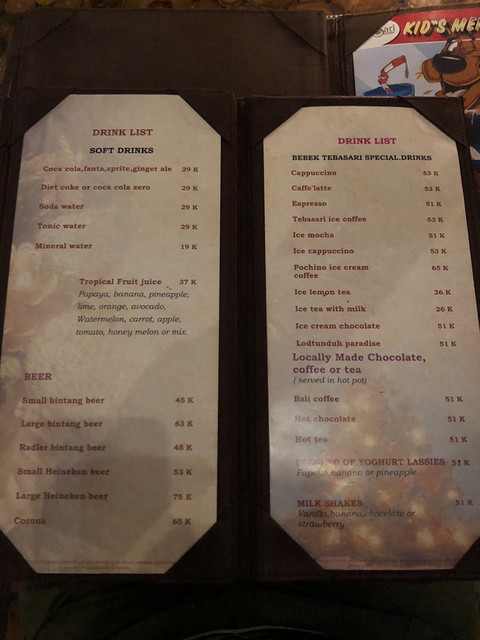 KID'S ME
DRINK LIST
SOFT DRINKS
Coca cola,fanta,sprite,ginger ale 29 K
Diet coke or coca cola zero 29 K
Soda water 29 K
Tonic water 29 K
Mineral water 19 K
Tropical Fruit juice 37 K
Papaya, banana, pineapple,
lime, orange, avocado,
Watermelon, carrot, apple,
tomato, honey melon or mix.
BEER
Small bintang beer 45 K
Large bintang beer 63 K
Radler bintang beer 45 K
Small Heineken beer 53 K
Large Heineken beer 75 K
Corona 65 K
DRINK LIST
BEBEK TEBASARI SPECIAL.DRINKS
Cappuccino 53 K
Caffe'latte 53 K
Espresso 51 K
Tebasari ice coffee 53 K
Ice mocha 51 K
Ice cappuccino 53 K
Pochino ice cream 65 K
coffee
Ice lemon tea 26 K
Ice tea with milk 26 K
Ice cream chocolate 51 K
Lodtunduh paradise 51 K
Locally Made Chocolate,
coffee or tea
( served in hot pot)
Bali coffee 51 K
Hot chocolate 51 K
Hot tea 51 K
OF YOGHURT LASSIES 51 K
Papaya,banana or pineapple.
MILK SHAKES 51 K
Vanilla,banana,chocolate or
strawberry.